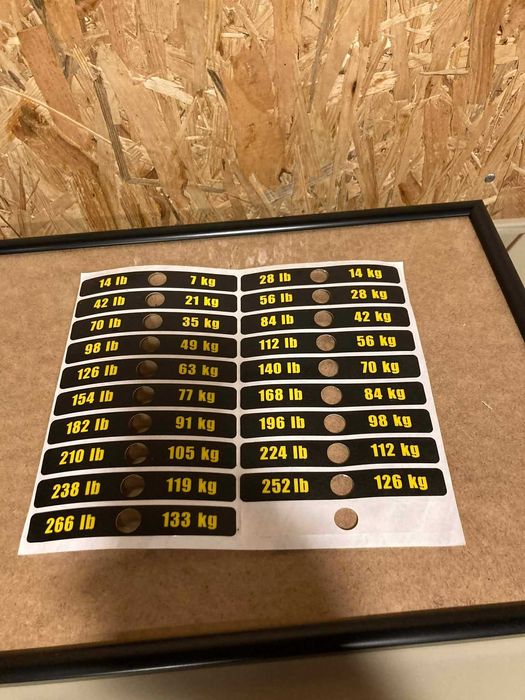 14 lb 7 kg
28 lb 14 kg
42 lb 21 kg
56 lb 28 kg
70 lb 35 kg
84 lb 42 kg
98 lb 49 kg
112 lb 56 kg
126 lb 63 kg
140 lb 70 kg
154 lb 77 kg
168 lb 84 kg
182 lb 91 kg
196 lb 98 kg
210 lb 105 kg
224 lb 112 kg
238 lb 119 kg
252 lb 126 kg
266 lb 133 kg